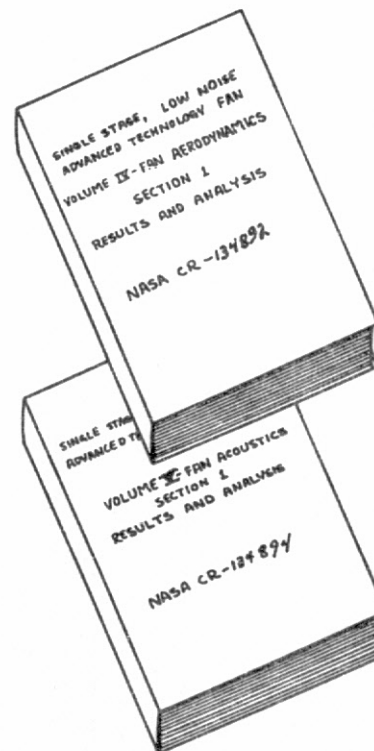 SINGLE STAGE, LOW NOISE
ADVANCED TECHNOLOGY FAN
VOLUME IV-FAN AERODYNAMICS
SECTION 1
RESULTS AND ANALYSIS
NASA CR-134892
SINGLE
ADVANCED
VOLUME V-FAN ACOUSTICS
SECTION 1
RESULTS AND ANALYSIS
NASA CR-134894